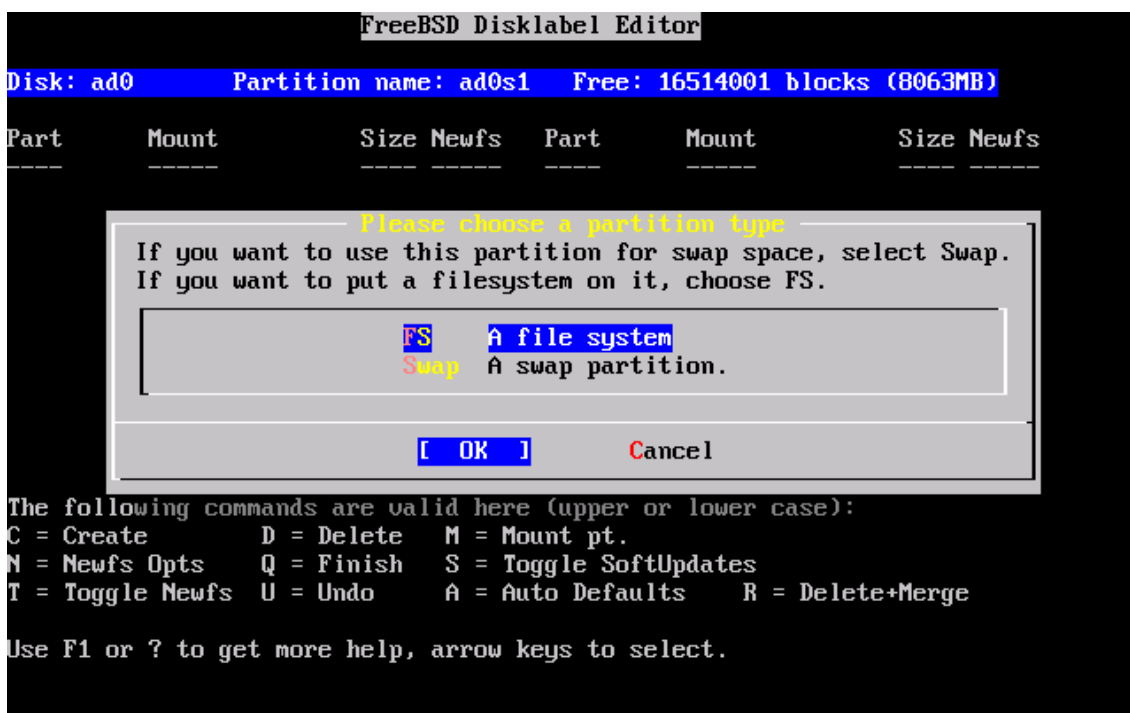 FreeBSD Disklabel Editor
Disk: ad0 Partition name: ad0s1 Free: 16514001 blocks (8063MB)
Part Mount Size Newfs Part Mount Size Newfs
---- ----- ---- ----- ---- ----- ---- -----
Please choose a partition type
If you want to use this partition for swap space, select Swap.
If you want to put a filesystem on it, choose FS.
FS A file system
Swap A swap partition.
[ OK ] Cancel
The following commands are valid here (upper or lower case):
C = Create D = Delete M = Mount pt.
N = Newfs Opts Q = Finish S = Toggle SoftUpdates
T = Toggle Newfs U = Undo A = Auto Defaults R = Delete+Merge
Use F1 or ? to get more help, arrow keys to select.